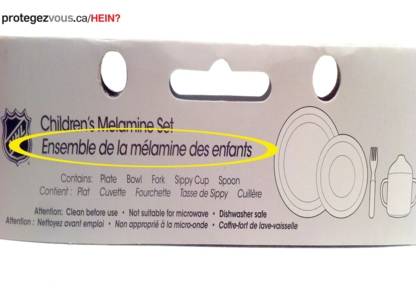 protegezvous.ca/HEIN?
NHL
Children's Melamine Set
Ensemble de la mélamine des enfants
Contains: Plate Bowl Fork Sippy Cup Spoon
Contient : Plat Cuvette Fourchette Tasse de Sippy Cuillère
Attention: Clean before use • Not suitable for microwave • Dishwasher safe
Attention : Nettoyez avant emploi • Non approprié à la micro-onde • Coffre-fort de lave-vaisselle